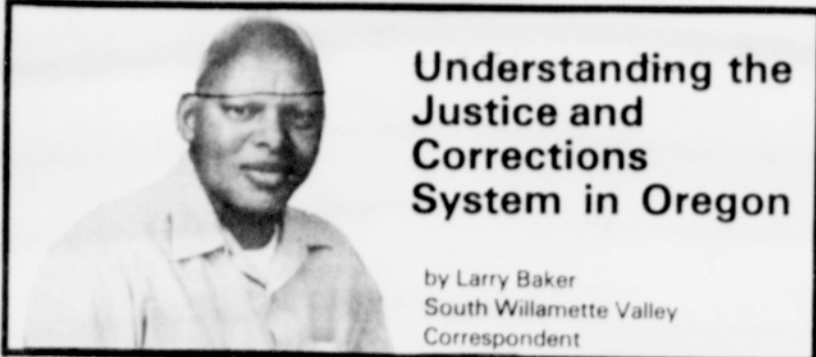 Understanding the
Justice and
Corrections
System in Oregon
by Larry Baker
South Willamette Valley
Correspondent